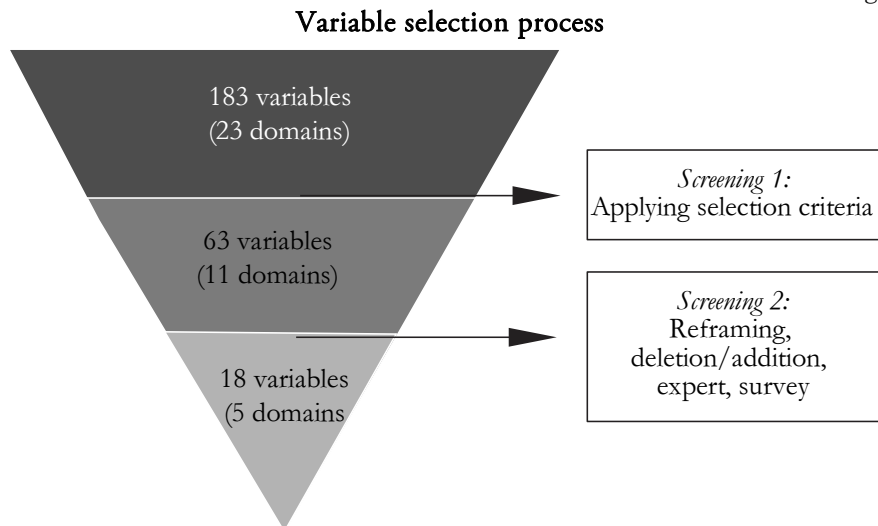 Variable selection process
183 variables
(23 domains)
63 variables
(11 domains)
18 variables
(5 domains
Screening 1:
Applying selection criteria
Screening 2:
Reframing,
deletion/addition,
expert, survey